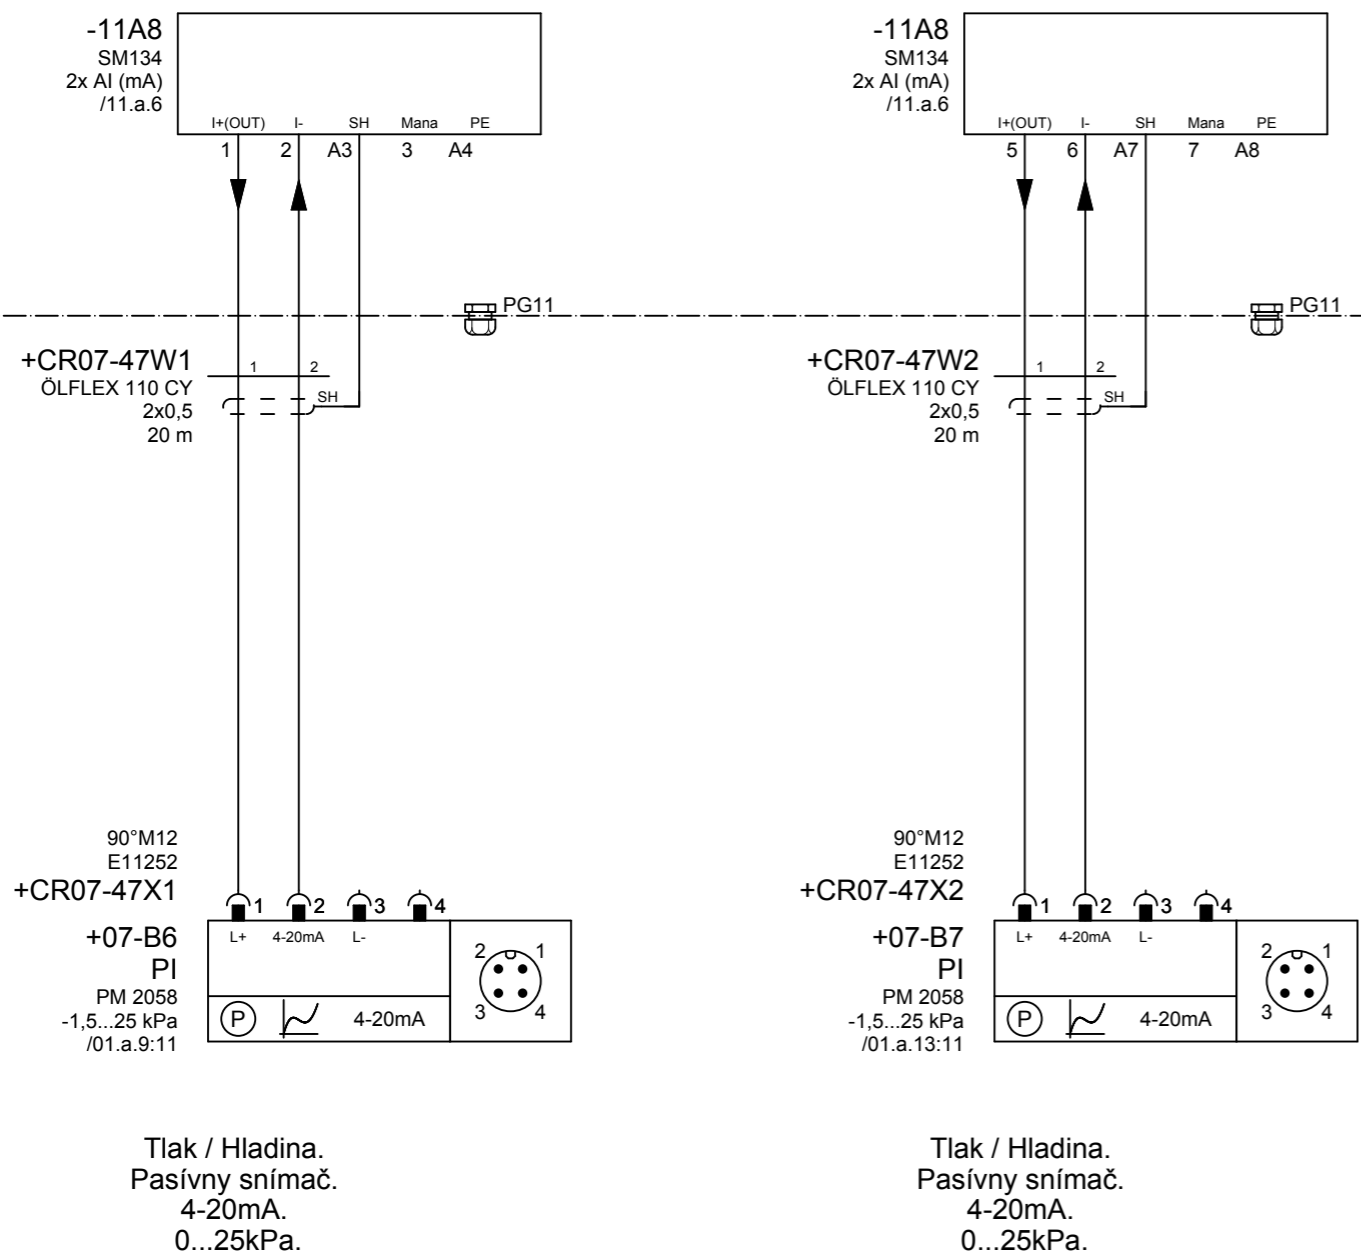 -11A8
SM134
2x AI (mA)
/11.a.6
I+(OUT) I- SH Mana PE
1 2 A3 3 A4
PG11
+CR07-47W1
ÖLFLEX 110 CY
2x0,5
20 m
1 2
SH
90°M12
E11252
+CR07-47X1
1 2 3 4
+07-B6
PI
PM 2058
-1,5...25 kPa
/01.a.9:11
L+ 4-20mA L-
P 4-20mA
2 1
3 4
Tlak / Hladina.
Pasívny snímač.
4-20mA.
0...25kPa.
-11A8
SM134
2x AI (mA)
/11.a.6
I+(OUT) I- SH Mana PE
5 6 A7 7 A8
PG11
+CR07-47W2
ÖLFLEX 110 CY
2x0,5
20 m
1 2
SH
90°M12
E11252
+CR07-47X2
1 2 3 4
+07-B7
PI
PM 2058
-1,5...25 kPa
/01.a.13:11
L+ 4-20mA L-
P 4-20mA
2 1
3 4
Tlak / Hladina.
Pasívny snímač.
4-20mA.
0...25kPa.